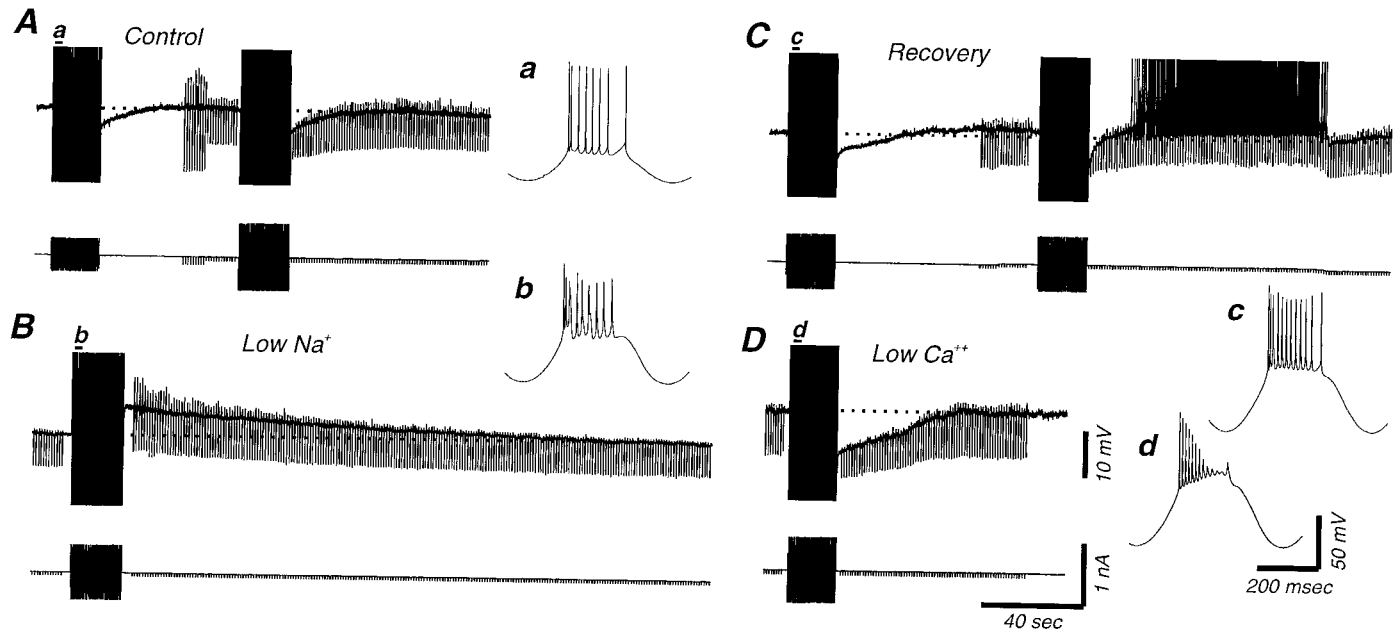 A
a
Control
a
B
b
Low Na⁺
b
C
c
Recovery
c
D
d
Low Ca⁺⁺
d
10 mV
1 nA
40 sec
50 mV
200 msec